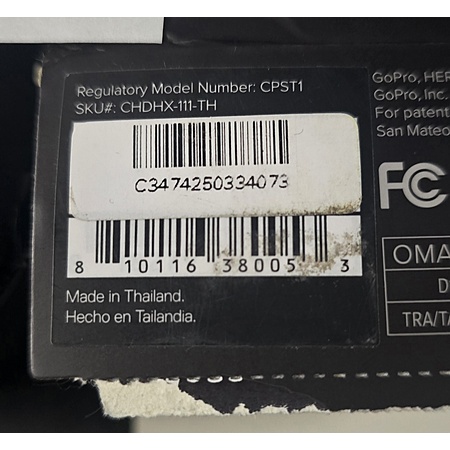 Regulatory Model Number: CPST1
SKU#: CHDHX-111-TH
C3474250334073
8 10116 38005 3
Made in Thailand.
Hecho en Tailandia.
GoPro, HER
GoPro, Inc.
For patent
San Mateo
FC
OMA
D
TRA/TA